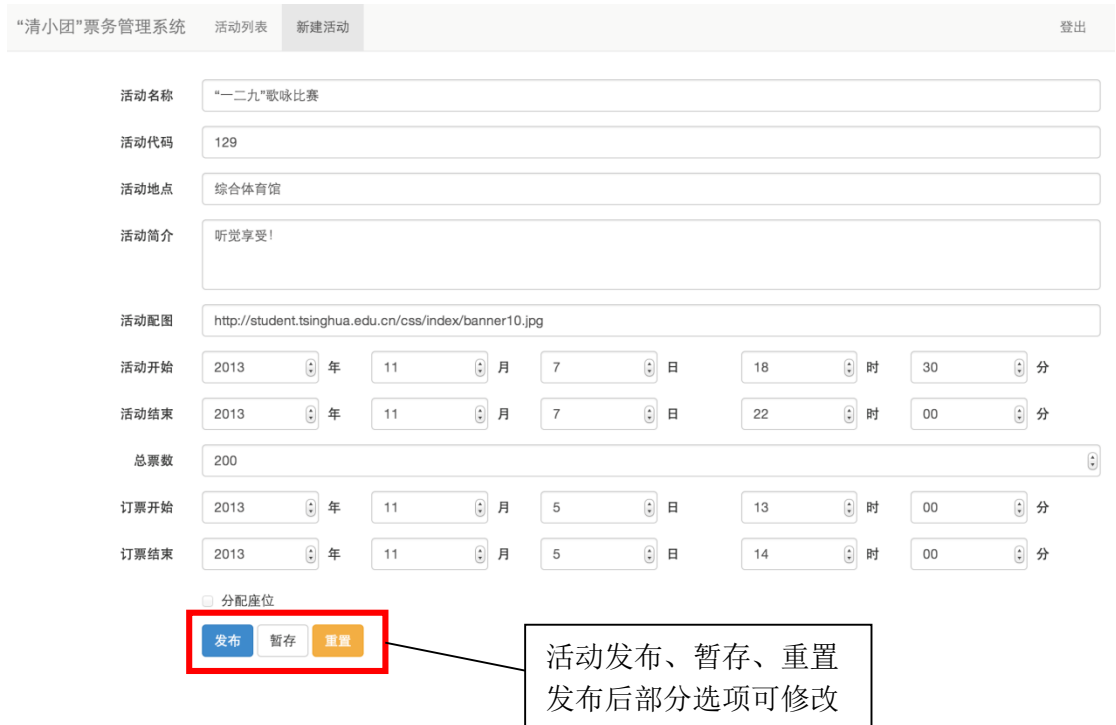 “清小团”票务管理系统 活动列表 新建活动 登出
活动名称 “一二九”歌咏比赛
活动代码 129
活动地点 综合体育馆
活动简介 听觉享受！
活动配图 http://student.tsinghua.edu.cn/css/index/banner10.jpg
活动开始 2013 年 11 月 7 日 18 时 30 分
活动结束 2013 年 11 月 7 日 22 时 00 分
总票数 200
订票开始 2013 年 11 月 5 日 13 时 00 分
订票结束 2013 年 11 月 5 日 14 时 00 分
分配座位
发布 暂存 重置
活动发布、暂存、重置
发布后部分选项可修改